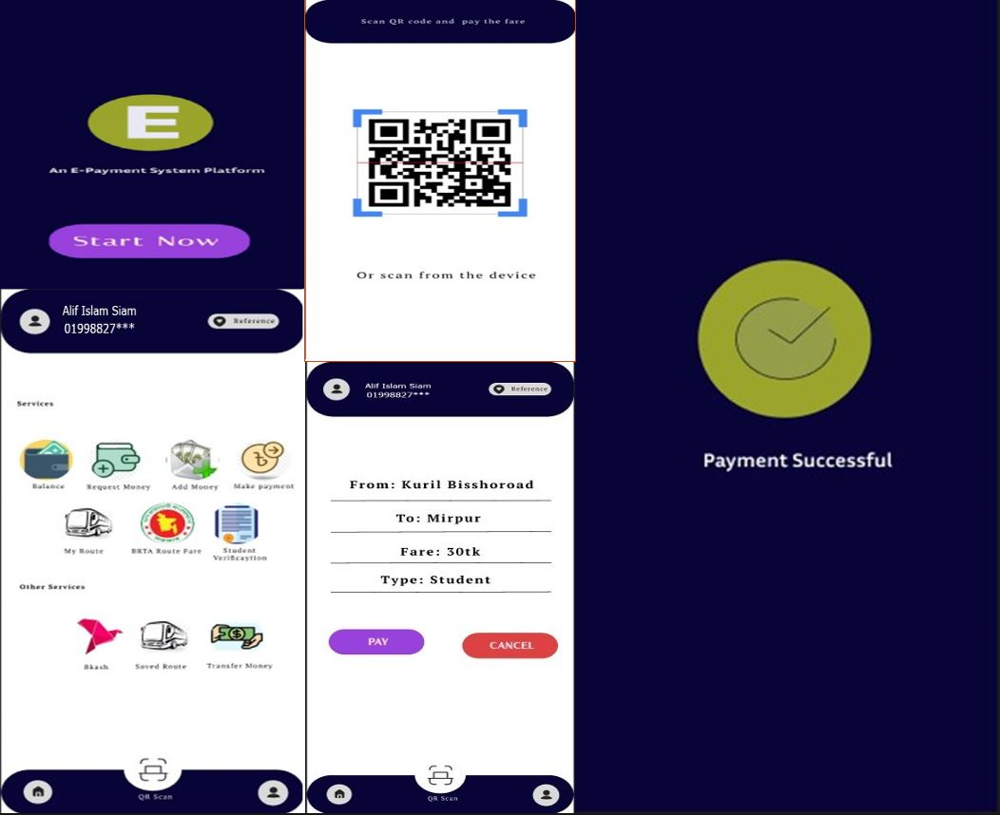 E
An E-Payment System Platform
Start Now
Alif Islam Siam
01998827***
Reference
Services
Balance
Request Money
Add Money
Make payment
My Route
BRTA Route Fare
Student
Verificaytion
Other Services
Bkash
Saved Route
Transfer Money
QR Scan
Scan QR code and pay the fare
Or scan from the device
Alif Islam Siam
01998827***
Reference
From: Kuril Bisshoroad
To: Mirpur
Fare: 30tk
Type: Student
PAY
CANCEL
QR Scan
Payment Successful